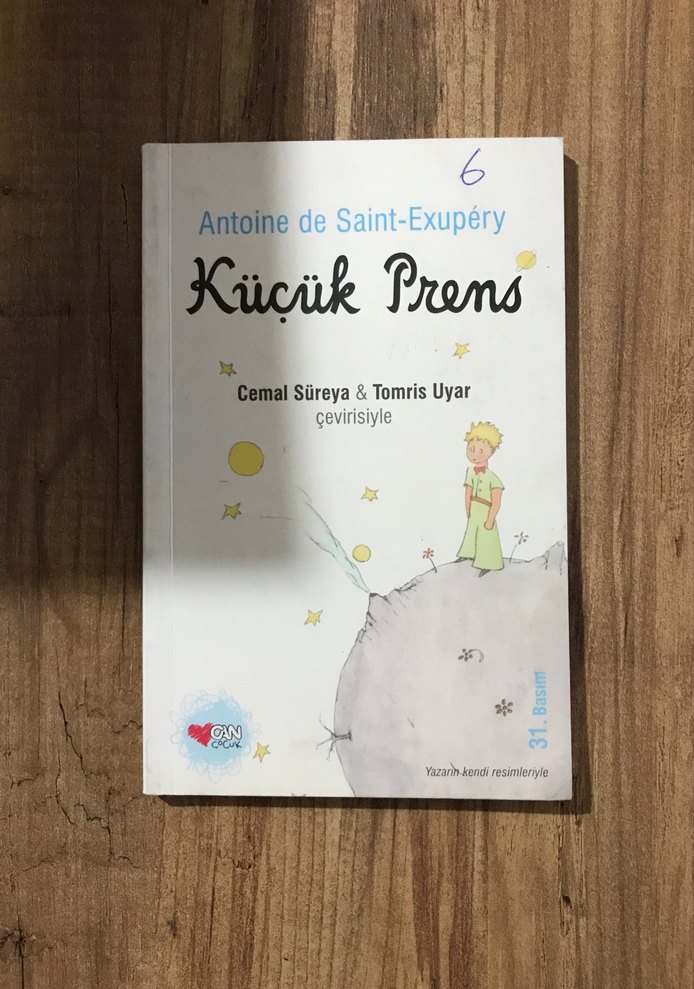 6
Antoine de Saint-Exupéry
Küçük Prens
Cemal Süreya & Tomris Uyar
çevirisiyle
31. Basım
CAN
ÇOCUK
Yazarın kendi resimleriyle